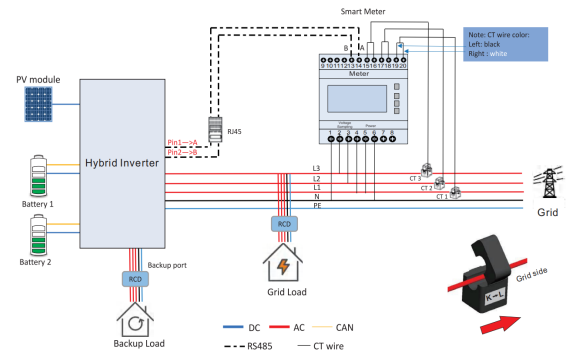 Smart Meter
Note: CT wire color:
Left: black
Right : white
B A
9 10 11 12 13 14 15 16 17 18 19 20
Meter
Voltage Sampling
Power
1 2 3 4 5 6 7 8
PV module
RJ45
Pin1—>A
Pin2—>B
Hybrid Inverter
Battery 1
Battery 2
L3
L2
L1
N
PE
CT 3
CT 2
CT 1
Grid
RCD
Grid Load
Backup port
RCD
Backup Load
Grid side
K—L
DC
AC
CAN
RS485
CT wire